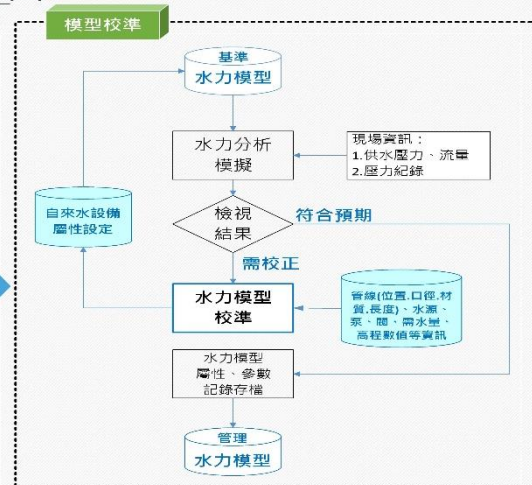 模型校準
基準
水力模型
水力分析
模擬
現場資訊：
1.供水壓力、流量
2.壓力紀錄
檢視
結果
符合預期
自來水設備
屬性設定
需校正
水力模型
校準
管線(位置.口徑.材
質.長度)、水源、
泵、閥、需水量、
高程數值等資訊
水力模型
屬性、參數
記錄存檔
管理
水力模型